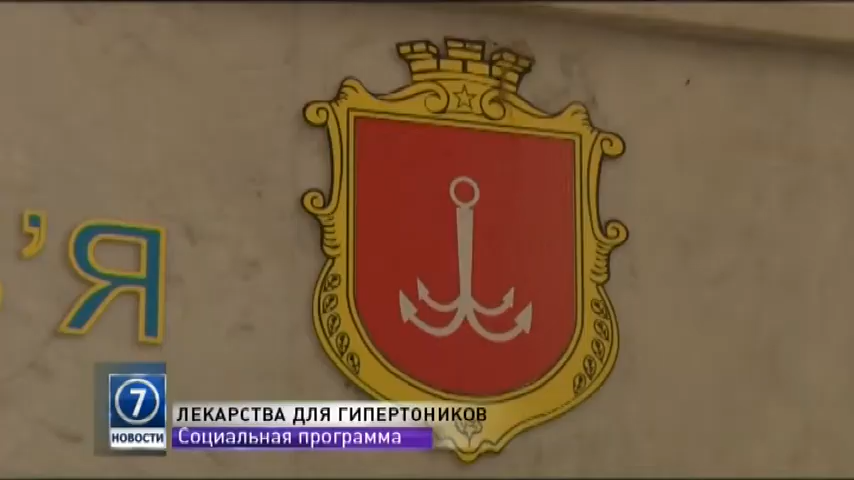 'Я
7
НОВОСТИ
ЛЕКАРСТВА ДЛЯ ГИПЕРТОНИКОВ
Социальная программа